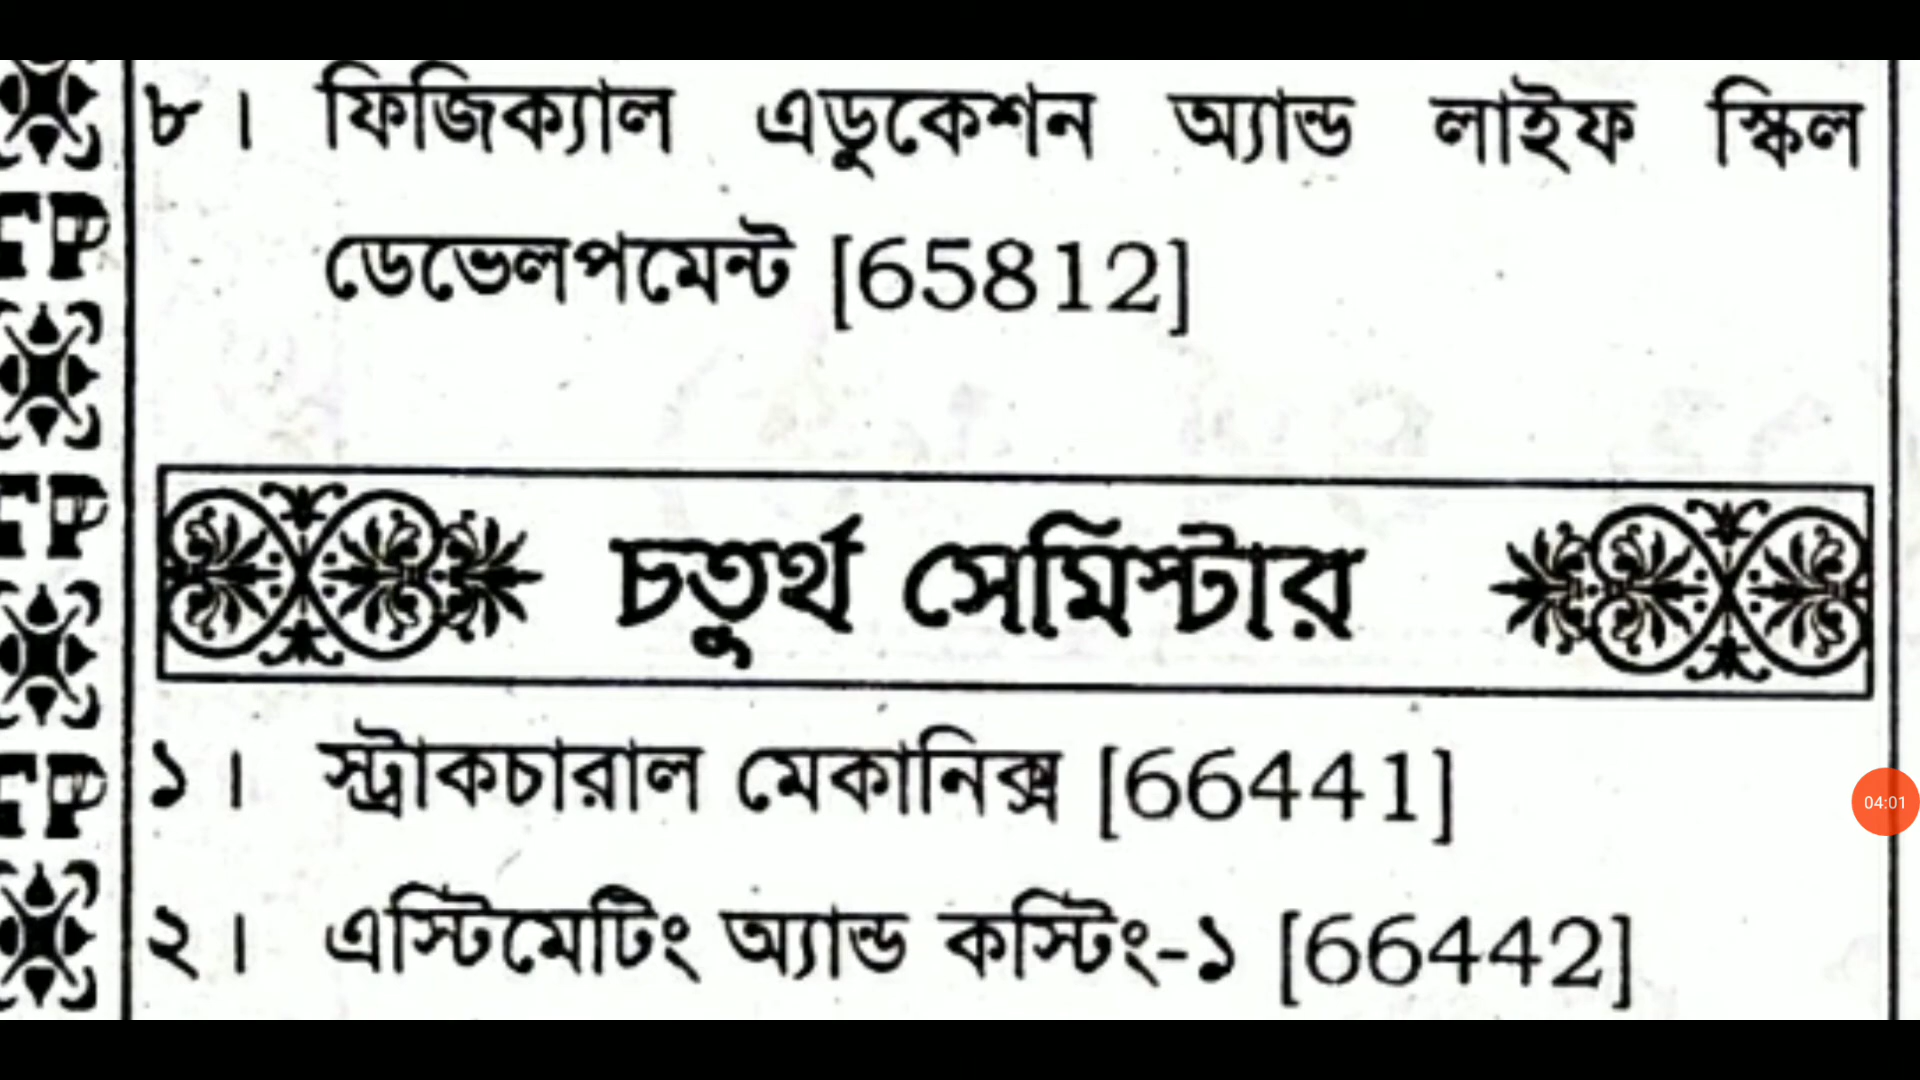 ৮। ফিজিক্যাল এডুকেশন অ্যান্ড লাইফ স্কিল
ডেভেলপমেন্ট [65812]
চতুর্থ সেমিস্টার
১। স্ট্রাকচারাল মেকানিক্স [66441]
২। এস্টিমেটিং অ্যান্ড কস্টিং-১ [66442]
04:01